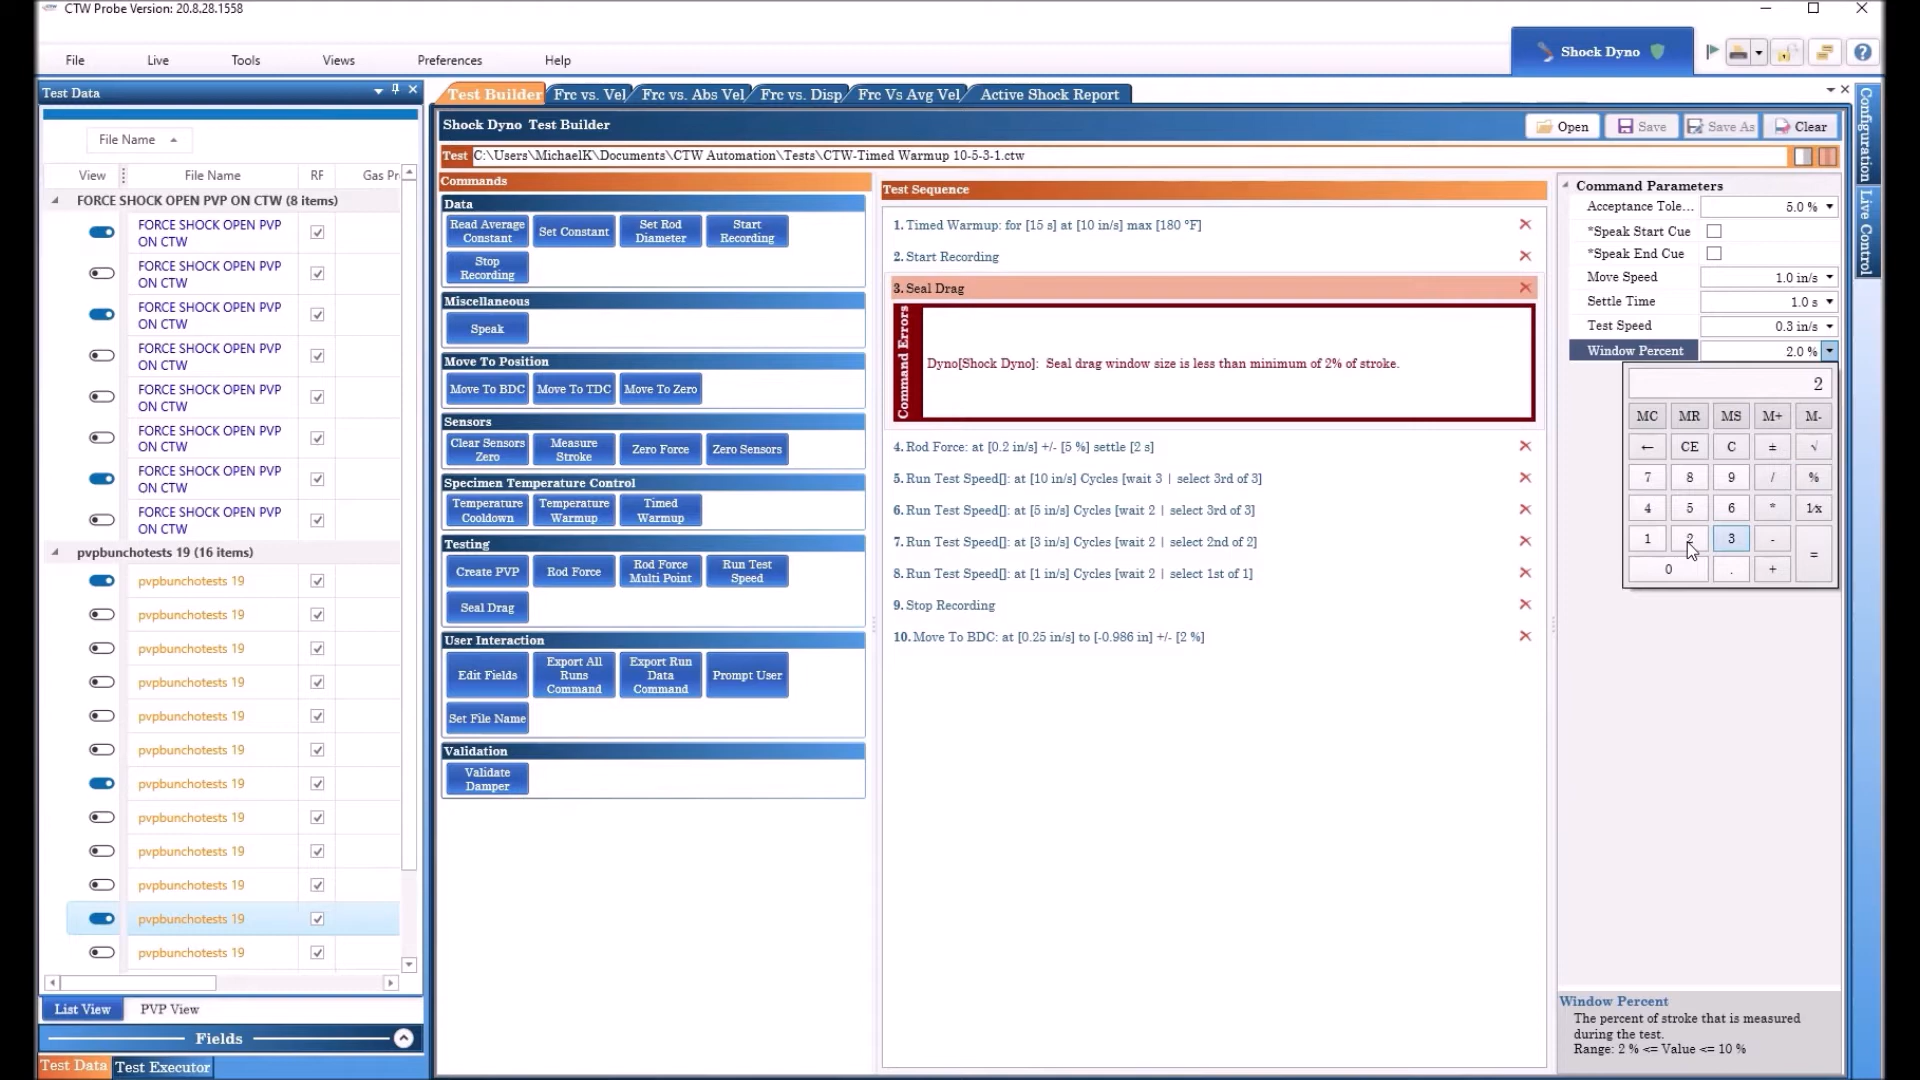 CTW Probe Version: 20.8.28.1558
File Live Tools Views Preferences Help
Shock Dyno
Test Data
File Name
View File Name RF Gas Pr
FORCE SHOCK OPEN PVP ON CTW (8 items)
FORCE SHOCK OPEN PVP
ON CTW
FORCE SHOCK OPEN PVP
ON CTW
FORCE SHOCK OPEN PVP
ON CTW
FORCE SHOCK OPEN PVP
ON CTW
FORCE SHOCK OPEN PVP
ON CTW
FORCE SHOCK OPEN PVP
ON CTW
FORCE SHOCK OPEN PVP
ON CTW
FORCE SHOCK OPEN PVP
ON CTW
pvpbunchotests 19 (16 items)
pvpbunchotests 19
pvpbunchotests 19
pvpbunchotests 19
pvpbunchotests 19
pvpbunchotests 19
pvpbunchotests 19
pvpbunchotests 19
pvpbunchotests 19
pvpbunchotests 19
pvpbunchotests 19
pvpbunchotests 19
pvpbunchotests 19
List View PVP View
Fields
Test Data Test Executor
Test Builder Frc vs. Vel Frc vs. Abs Vel Frc vs. Disp Frc Vs Avg Vel Active Shock Report
Shock Dyno Test Builder
Open Save Save As Clear
Test C:\Users\MichaelK\Documents\CTW Automation\Tests\CTW-Timed Warmup 10-5-3-1.ctw
Commands
Data
Read Average
Constant
Set Constant
Set Rod
Diameter
Start
Recording
Stop
Recording
Miscellaneous
Speak
Move To Position
Move To BDC Move To TDC Move To Zero
Sensors
Clear Sensors
Zero
Measure
Stroke
Zero Force Zero Sensors
Specimen Temperature Control
Temperature
Cooldown
Temperature
Warmup
Timed
Warmup
Testing
Create PVP Rod Force
Rod Force
Multi Point
Run Test
Speed
Seal Drag
User Interaction
Edit Fields
Export All
Runs
Command
Export Run
Data
Command
Prompt User
Set File Name
Validation
Validate
Damper
Test Sequence
1. Timed Warmup: for [15 s] at [10 in/s] max [180 °F]
2. Start Recording
3. Seal Drag
Command Errors
Dyno[Shock Dyno]: Seal drag window size is less than minimum of 2% of stroke.
4. Rod Force: at [0.2 in/s] +/- [5 %] settle [2 s]
5. Run Test Speed[]: at [10 in/s] Cycles [wait 3 | select 3rd of 3]
6. Run Test Speed[]: at [5 in/s] Cycles [wait 2 | select 3rd of 3]
7. Run Test Speed[]: at [3 in/s] Cycles [wait 2 | select 2nd of 2]
8. Run Test Speed[]: at [1 in/s] Cycles [wait 2 | select 1st of 1]
9. Stop Recording
10. Move To BDC: at [0.25 in/s] to [-0.986 in] +/- [2 %]
Command Parameters
Acceptance Tole... 5.0 %
*Speak Start Cue
*Speak End Cue
Move Speed 1.0 in/s
Settle Time 1.0 s
Test Speed 0.3 in/s
Window Percent 2.0 %
2
MC MR MS M+ M-
← CE C ± √
7 8 9 / %
4 5 6 * 1/x
1 2 3 - =
0 . +
Window Percent
The percent of stroke that is measured
during the test.
Range: 2 % <= Value <= 10 %
Configuration
Live Control